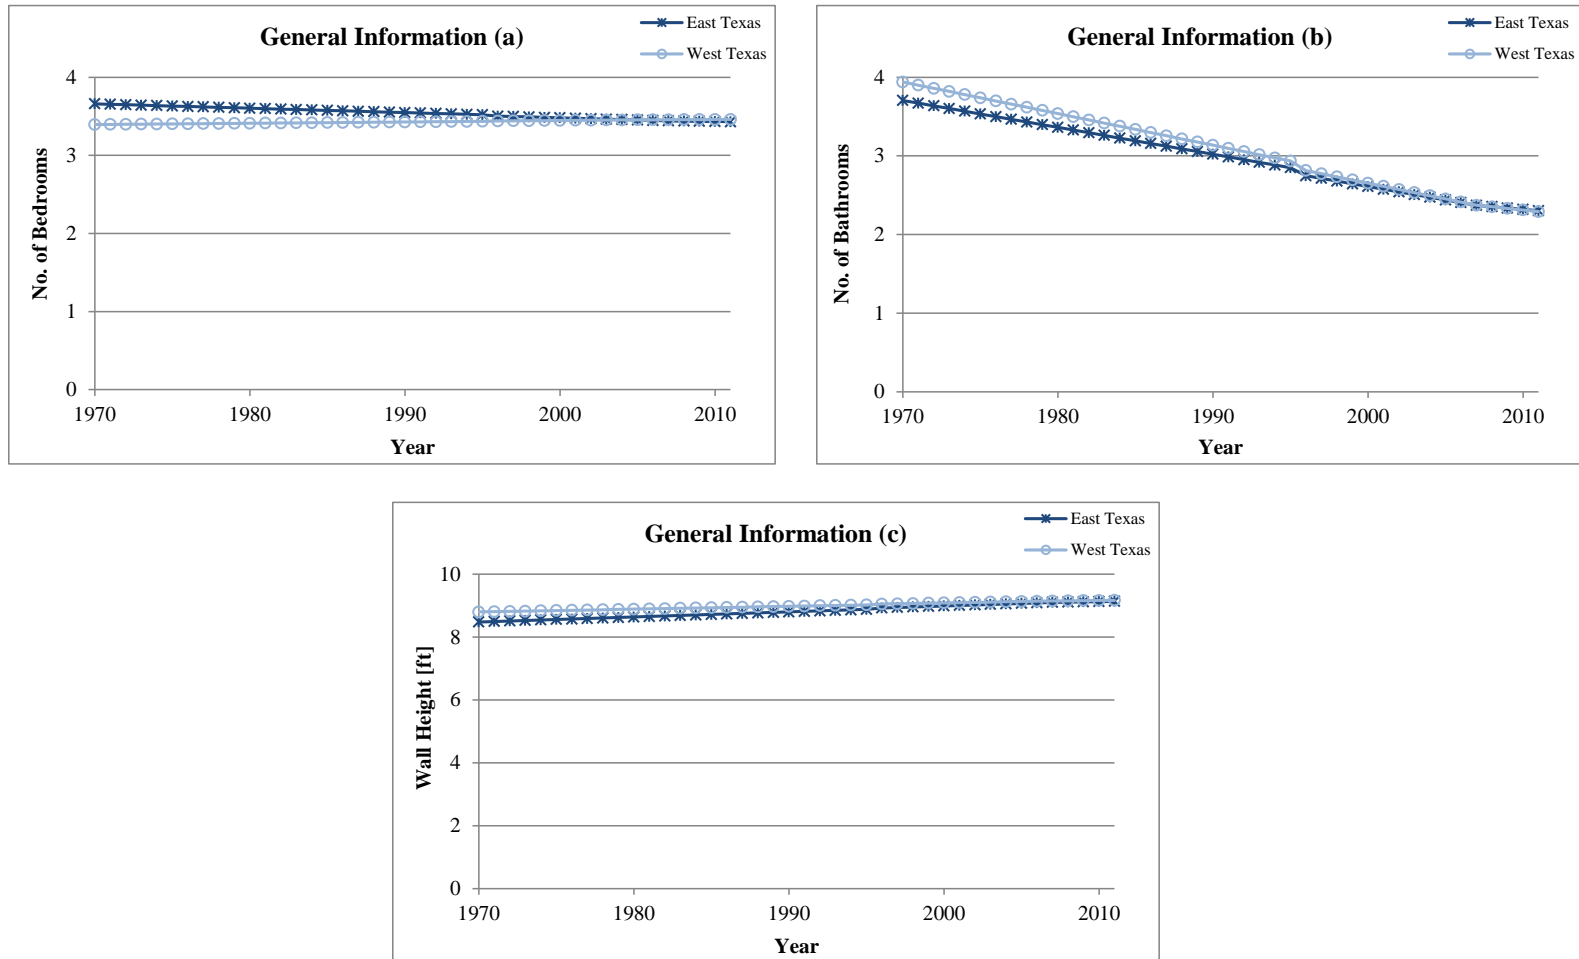 General Information (a)
East Texas
West Texas
4
3
2
1
0
No. of Bedrooms
1970 1980 1990 2000 2010
Year
General Information (b)
East Texas
West Texas
4
3
2
1
0
No. of Bathrooms
1970 1980 1990 2000 2010
Year
General Information (c)
East Texas
West Texas
10
8
6
4
2
0
Wall Height [ft]
1970 1980 1990 2000 2010
Year